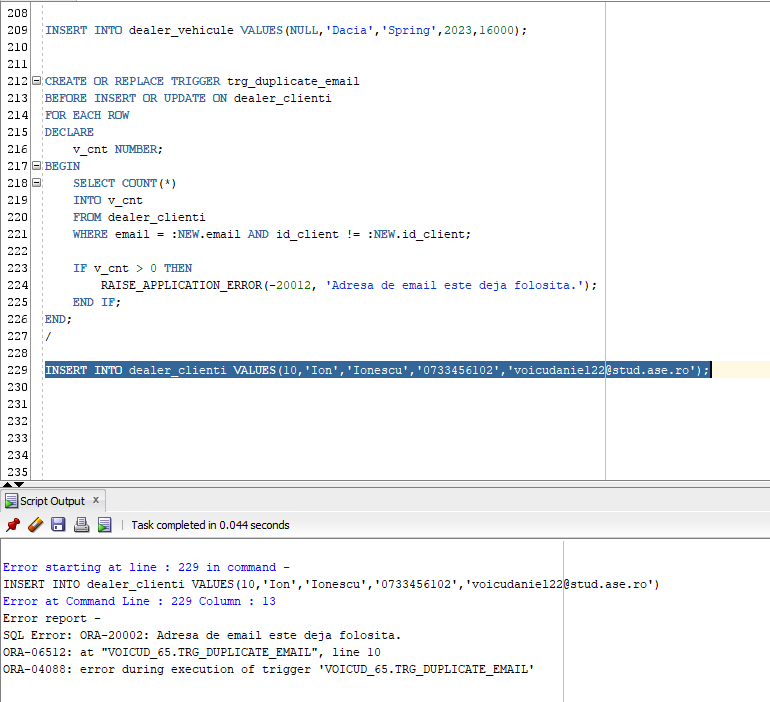 208
209 INSERT INTO dealer_vehicule VALUES(NULL,'Dacia','Spring',2023,16000);
210
211
212 CREATE OR REPLACE TRIGGER trg_duplicate_email
213 BEFORE INSERT OR UPDATE ON dealer_clienti
214 FOR EACH ROW
215 DECLARE
216     v_cnt NUMBER;
217 BEGIN
218     SELECT COUNT(*)
219     INTO v_cnt
220     FROM dealer_clienti
221     WHERE email = :NEW.email AND id_client != :NEW.id_client;
222
223     IF v_cnt > 0 THEN
224         RAISE_APPLICATION_ERROR(-20012, 'Adresa de email este deja folosita.');
225     END IF;
226 END;
227 /
228
229 INSERT INTO dealer_clienti VALUES(10,'Ion','Ionescu','0733456102','voicudaniel22@stud.ase.ro');
230
231
232
233
234
235
Script Output x
Task completed in 0.044 seconds
Error starting at line : 229 in command -
INSERT INTO dealer_clienti VALUES(10,'Ion','Ionescu','0733456102','voicudaniel22@stud.ase.ro')
Error at Command Line : 229 Column : 13
Error report -
SQL Error: ORA-20002: Adresa de email este deja folosita.
ORA-06512: at "VOICUD_65.TRG_DUPLICATE_EMAIL", line 10
ORA-04088: error during execution of trigger 'VOICUD_65.TRG_DUPLICATE_EMAIL'